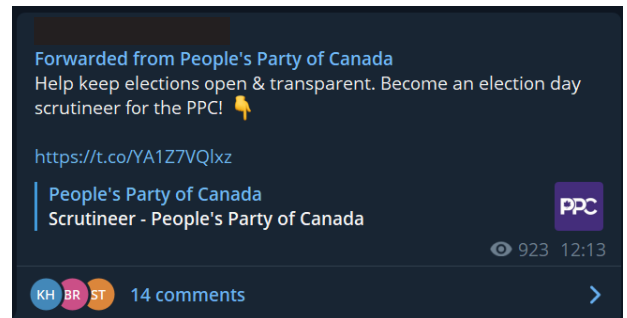 Forwarded from People's Party of Canada
Help keep elections open & transparent. Become an election day
scrutineer for the PPC! 👇
https://t.co/YA1Z7VQlxz
People's Party of Canada
Scrutineer - People's Party of Canada
PPC
923 12:13
KH BR ST 14 comments